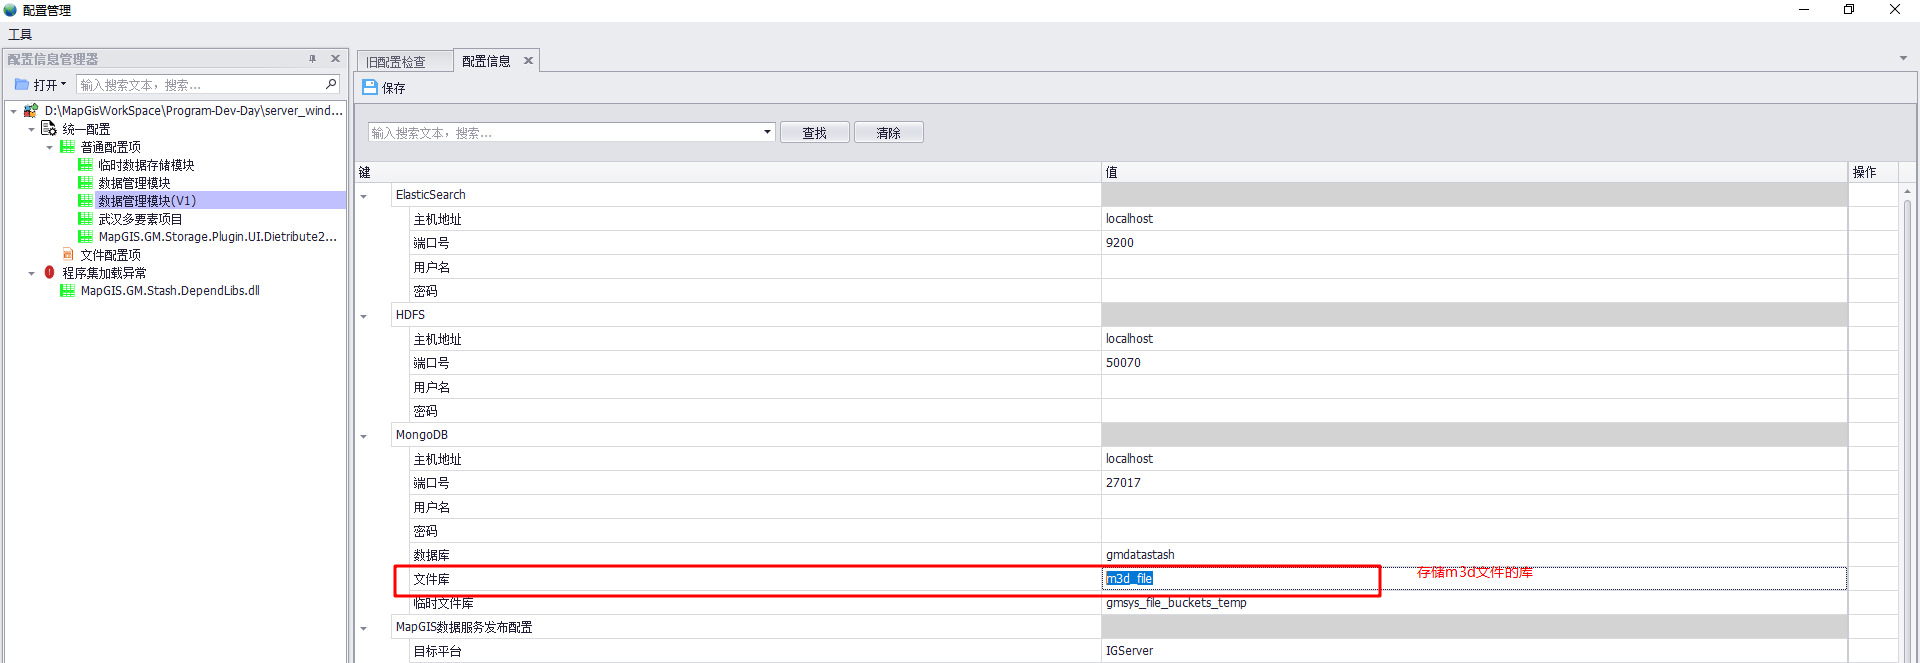 配置管理
工具
配置信息管理器
打开 输入搜索文本，搜索...
D:\MapGisWorkSpace\Program-Dev-Day\server_wind...
统一配置
普通配置项
临时数据存储模块
数据管理模块
数据管理模块(V1)
武汉多要素项目
MapGIS.GM.Storage.Plugin.UI.Dietribute2...
文件配置项
程序集加载异常
MapGIS.GM.Stash.DependLibs.dll
旧配置检查 配置信息
保存
输入搜索文本，搜索... 查找 清除
键 值 操作
ElasticSearch
主机地址 localhost
端口号 9200
用户名
密码
HDFS
主机地址 localhost
端口号 50070
用户名
密码
MongoDB
主机地址 localhost
端口号 27017
用户名
密码
数据库 gmdatastash
文件库 m3d_file 存储m3d文件的库
临时文件库 gmsys_file_buckets_temp
MapGIS数据服务发布配置
目标平台 IGServer